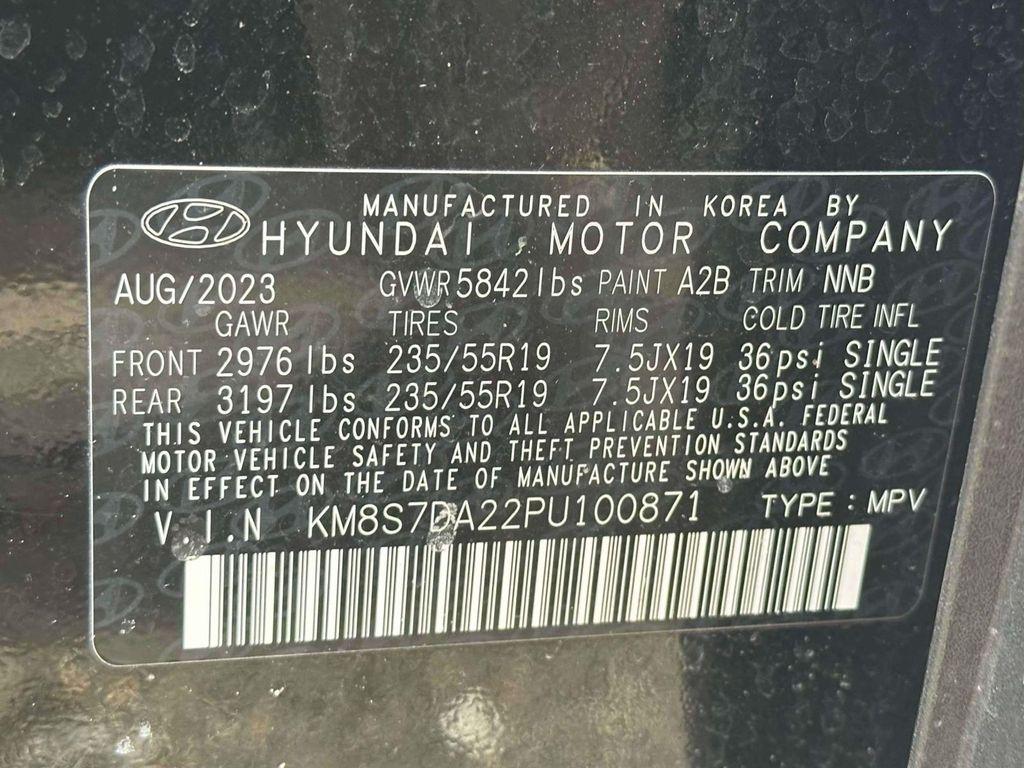 MANUFACTURED IN KOREA BY
HYUNDAI MOTOR COMPANY
AUG/2023 GVWR 5842lbs PAINT A2B TRIM NNB
GAWR TIRES RIMS COLD TIRE INFL
FRONT 2976 lbs 235/55R19 7.5JX19 36psi SINGLE
REAR 3197 lbs 235/55R19 7.5JX19 36psi SINGLE
THIS VEHICLE CONFORMS TO ALL APPLICABLE U.S.A. FEDERAL
MOTOR VEHICLE SAFETY AND THEFT PREVENTION STANDARDS
IN EFFECT ON THE DATE OF MANUFACTURE SHOWN ABOVE
V.I.N KM8S7DA22PU100871 TYPE : MPV